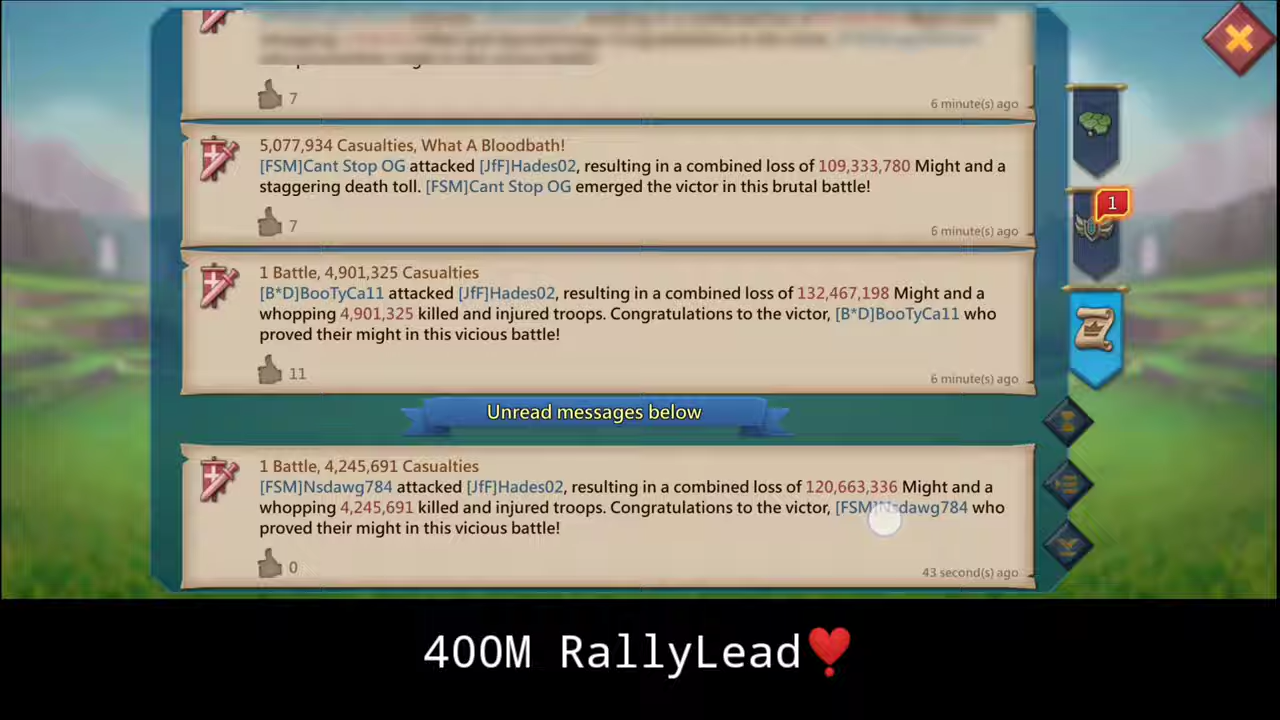 7
6 minute(s) ago
5,077,934 Casualties, What A Bloodbath!
[FSM]Cant Stop OG attacked [JfF]Hades02, resulting in a combined loss of 109,333,780 Might and a
staggering death toll. [FSM]Cant Stop OG emerged the victor in this brutal battle!
7
6 minute(s) ago
1 Battle, 4,901,325 Casualties
[B*D]BooTyCa11 attacked [JfF]Hades02, resulting in a combined loss of 132,467,198 Might and a
whopping 4,901,325 killed and injured troops. Congratulations to the victor, [B*D]BooTyCa11 who
proved their might in this vicious battle!
11
6 minute(s) ago
1
Unread messages below
1 Battle, 4,245,691 Casualties
[FSM]Nsdawg784 attacked [JfF]Hades02, resulting in a combined loss of 120,663,336 Might and a
whopping 4,245,691 killed and injured troops. Congratulations to the victor, [FSM]Nsdawg784 who
proved their might in this vicious battle!
0
43 second(s) ago
400M RallyLead❣️